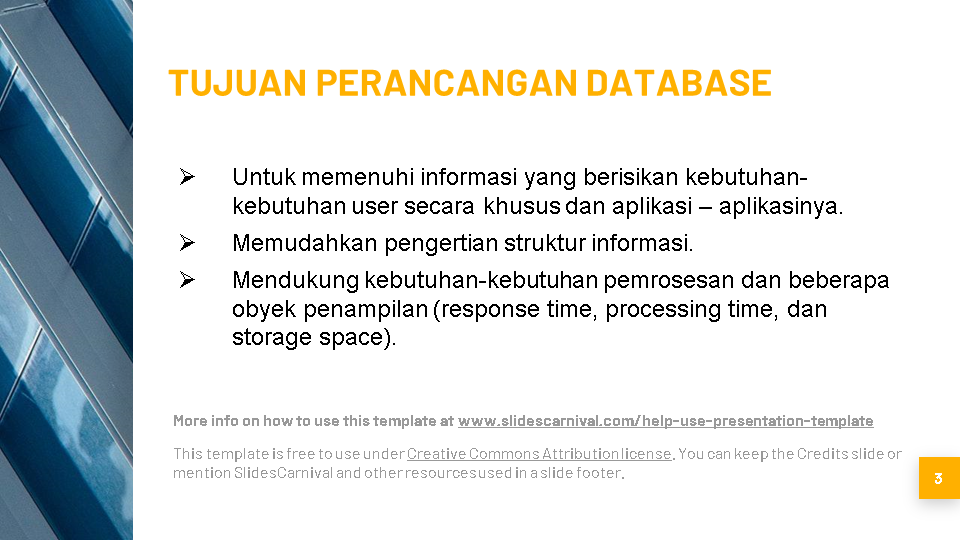 TUJUAN PERANCANGAN DATABASE
➢ Untuk memenuhi informasi yang berisikan kebutuhan-
kebutuhan user secara khusus dan aplikasi – aplikasinya.
➢ Memudahkan pengertian struktur informasi.
➢ Mendukung kebutuhan-kebutuhan pemrosesan dan beberapa
obyek penampilan (response time, processing time, dan
storage space).
More info on how to use this template at www.slidescarnival.com/help-use-presentation-template
This template is free to use under Creative Commons Attribution license. You can keep the Credits slide or
mention SlidesCarnival and other resources used in a slide footer.
3